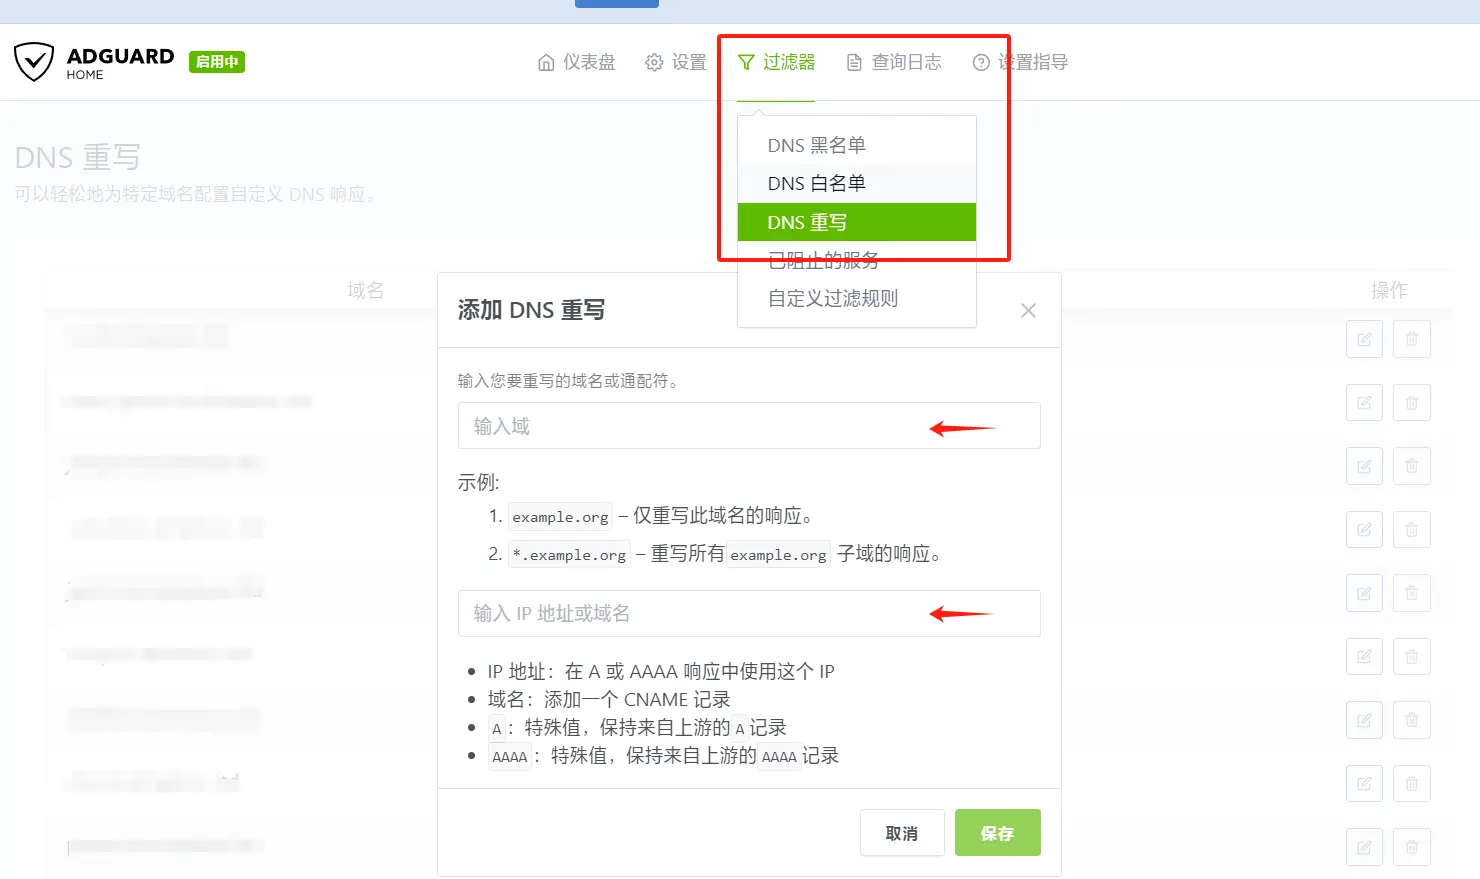 ADGUARD
HOME
启用中
仪表盘
设置
过滤器
查询日志
设置指导
DNS 黑名单
DNS 白名单
DNS 重写
已阻止的服务
自定义过滤规则
DNS 重写
可以轻松地为特定域名配置自定义 DNS 响应。
域名
操作
添加 DNS 重写
输入您要重写的域名或通配符。
输入域
示例:
1. example.org – 仅重写此域名的响应。
2. *.example.org – 重写所有 example.org 子域的响应。
输入 IP 地址或域名
IP 地址：在 A 或 AAAA 响应中使用这个 IP
域名：添加一个 CNAME 记录
A：特殊值，保持来自上游的 A 记录
AAAA：特殊值，保持来自上游的 AAAA 记录
取消
保存